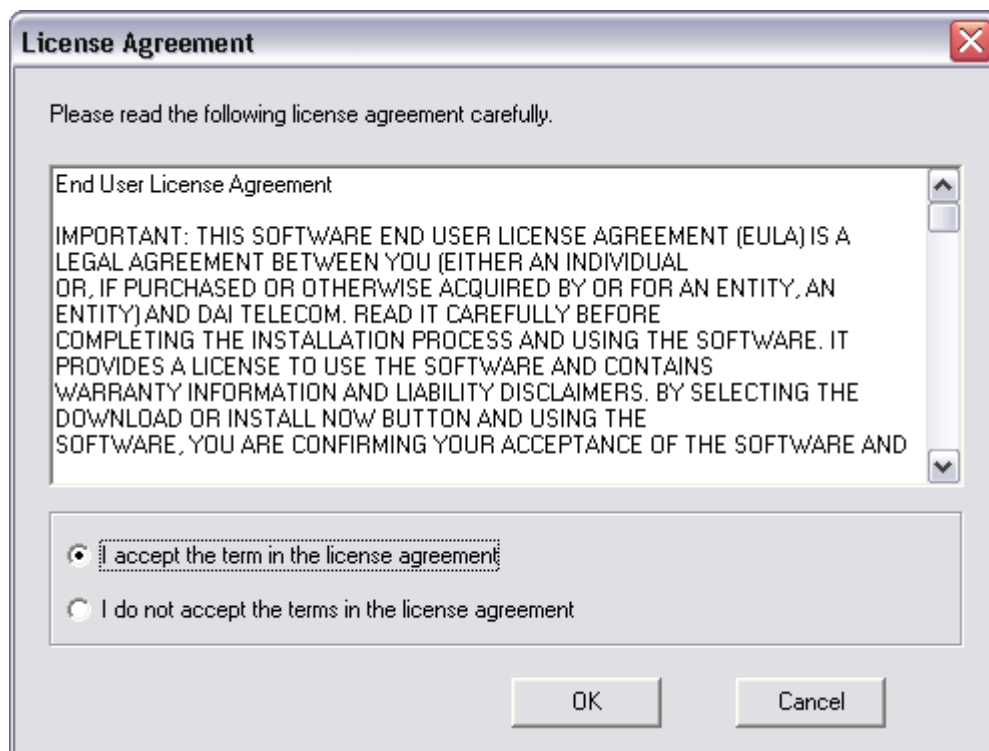 License Agreement
Please read the following license agreement carefully.
End User License Agreement
IMPORTANT: THIS SOFTWARE END USER LICENSE AGREEMENT (EULA) IS A
LEGAL AGREEMENT BETWEEN YOU (EITHER AN INDIVIDUAL
OR, IF PURCHASED OR OTHERWISE ACQUIRED BY OR FOR AN ENTITY, AN
ENTITY) AND DAI TELECOM. READ IT CAREFULLY BEFORE
COMPLETING THE INSTALLATION PROCESS AND USING THE SOFTWARE. IT
PROVIDES A LICENSE TO USE THE SOFTWARE AND CONTAINS
WARRANTY INFORMATION AND LIABILITY DISCLAIMERS. BY SELECTING THE
DOWNLOAD OR INSTALL NOW BUTTON AND USING THE
SOFTWARE, YOU ARE CONFIRMING YOUR ACCEPTANCE OF THE SOFTWARE AND
I accept the term in the license agreement
I do not accept the terms in the license agreement
OK Cancel